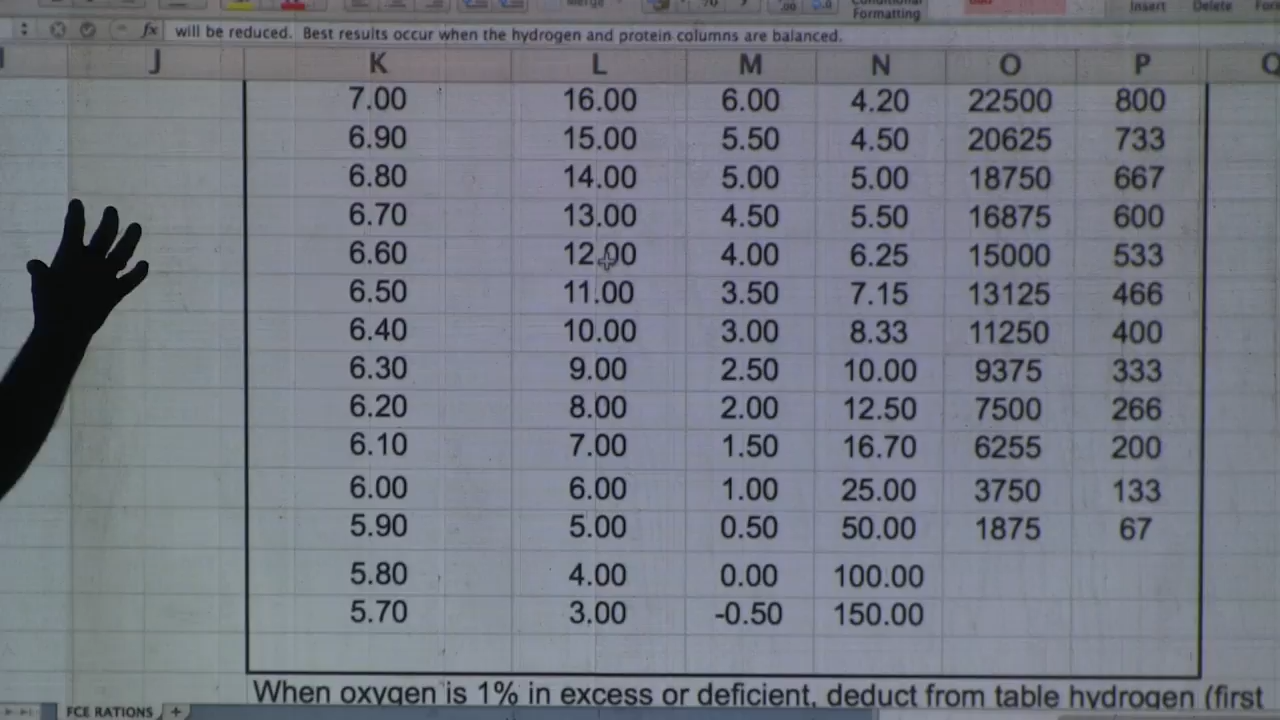 Merge % Conditional Insert Delete
Formatting
fx will be reduced. Best results occur when the hydrogen and protein columns are balanced.
J K L M N O P
7.00 16.00 6.00 4.20 22500 800
6.90 15.00 5.50 4.50 20625 733
6.80 14.00 5.00 5.00 18750 667
6.70 13.00 4.50 5.50 16875 600
6.60 12.00 4.00 6.25 15000 533
6.50 11.00 3.50 7.15 13125 466
6.40 10.00 3.00 8.33 11250 400
6.30 9.00 2.50 10.00 9375 333
6.20 8.00 2.00 12.50 7500 266
6.10 7.00 1.50 16.70 6255 200
6.00 6.00 1.00 25.00 3750 133
5.90 5.00 0.50 50.00 1875 67
5.80 4.00 0.00 100.00
5.70 3.00 -0.50 150.00
When oxygen is 1% in excess or deficient, deduct from table hydrogen (first
FCE RATIONS +